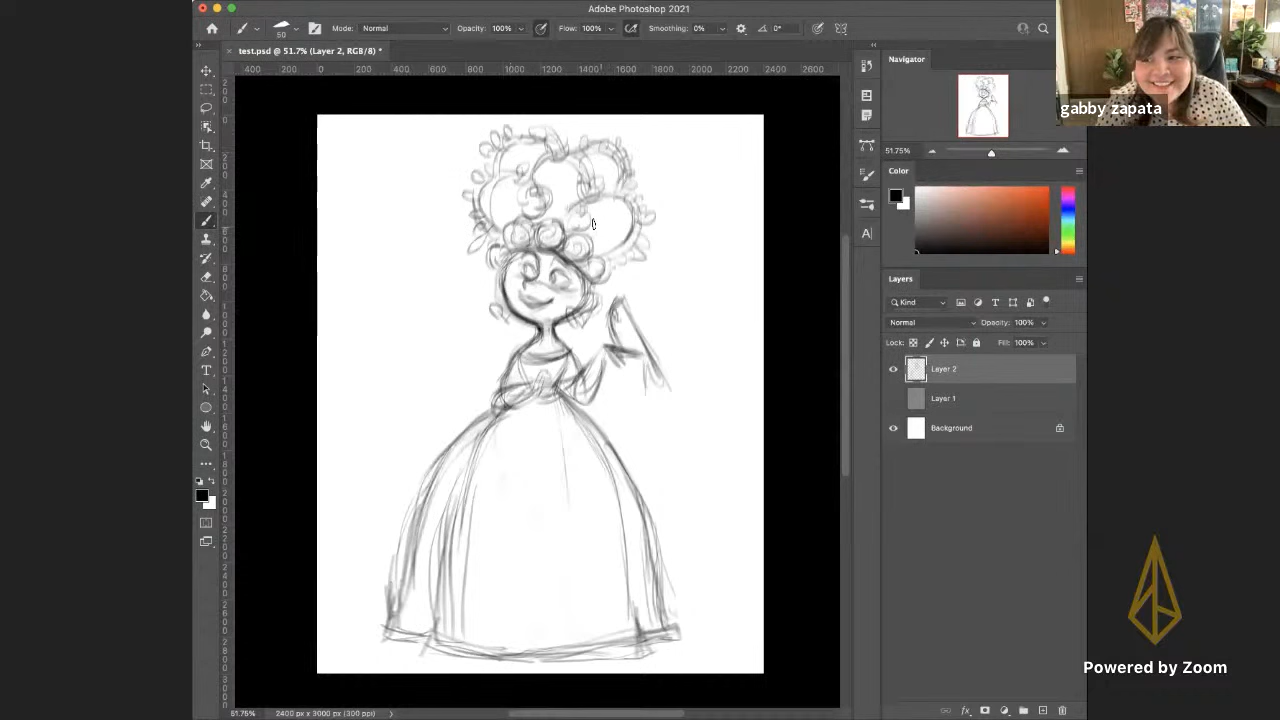 Adobe Photoshop 2021
50
Mode: Normal
Opacity: 100%
Flow: 100%
Smoothing: 0%
0°
test.psd @ 51.7% (Layer 2, RGB/8) *
400 200 0 200 400 600 800 1000 1200 1400 1600 1800 2000 2200 2400 2600
Navigator
gabby zapata
51.75%
Color
Layers
Kind
Normal
Opacity: 100%
Lock:
Fill: 100%
Layer 2
Layer 1
Background
Powered by Zoom
51.75%
2400 px x 3000 px (300 ppi)